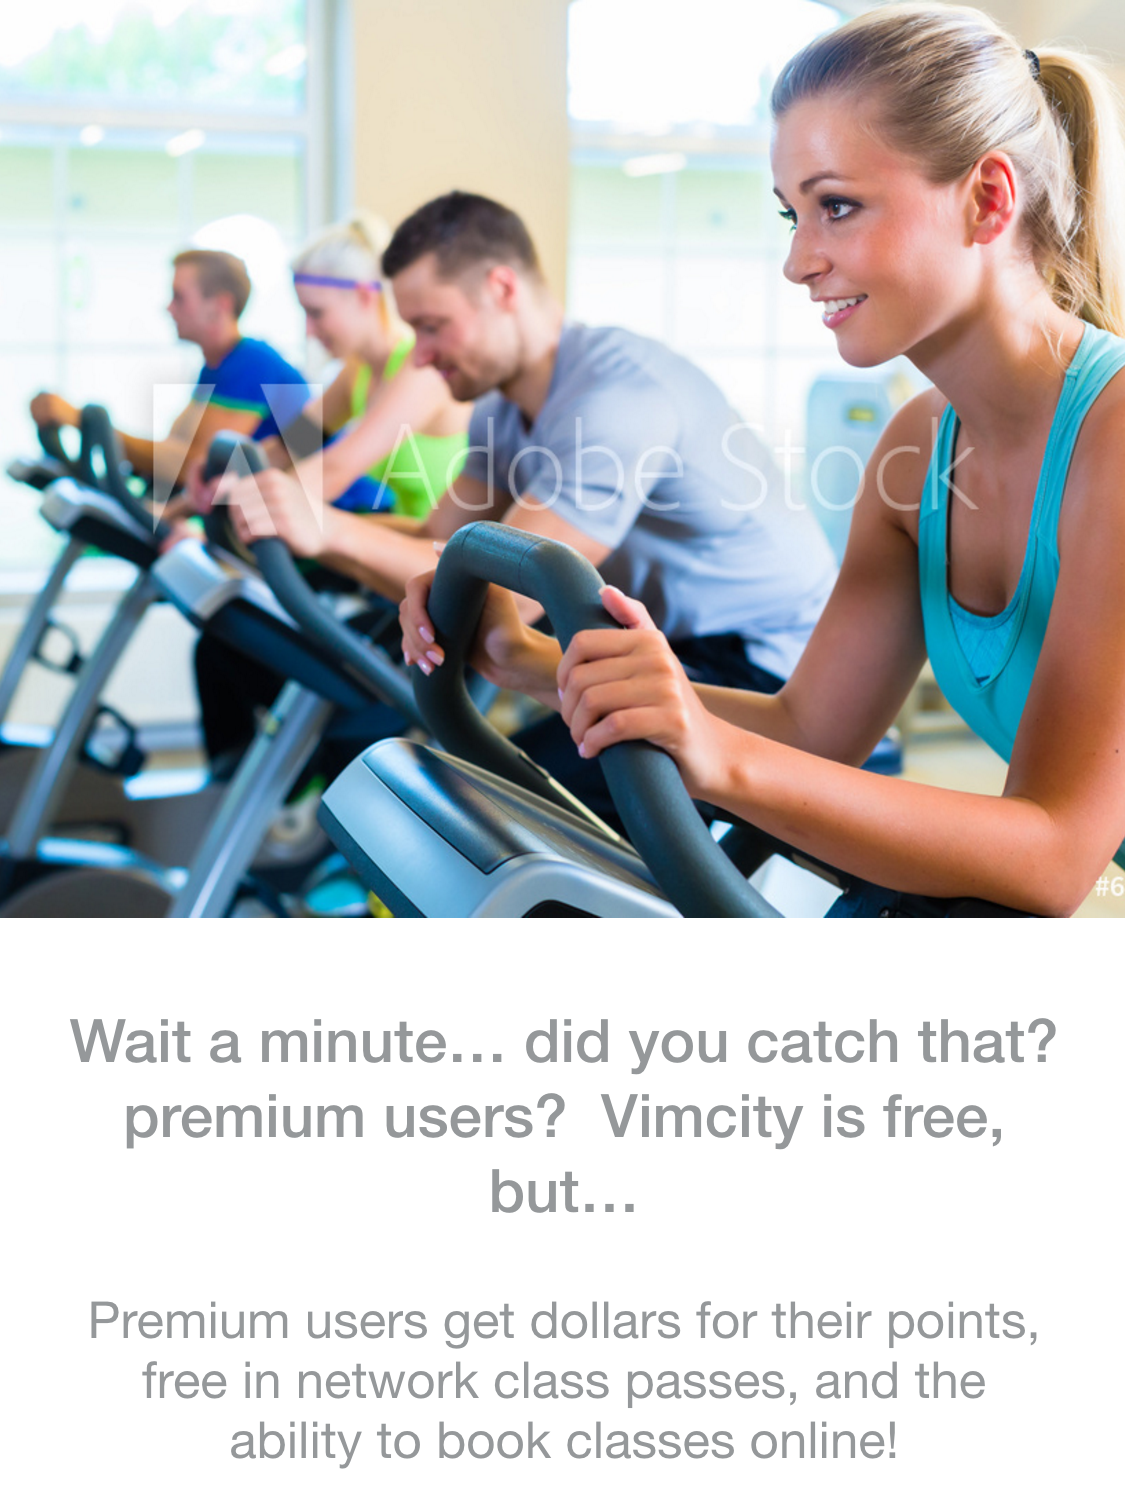 Adobe Stock
#6
Wait a minute... did you catch that?
premium users?  Vimcity is free,
but...
Premium users get dollars for their points,
free in network class passes, and the
ability to book classes online!